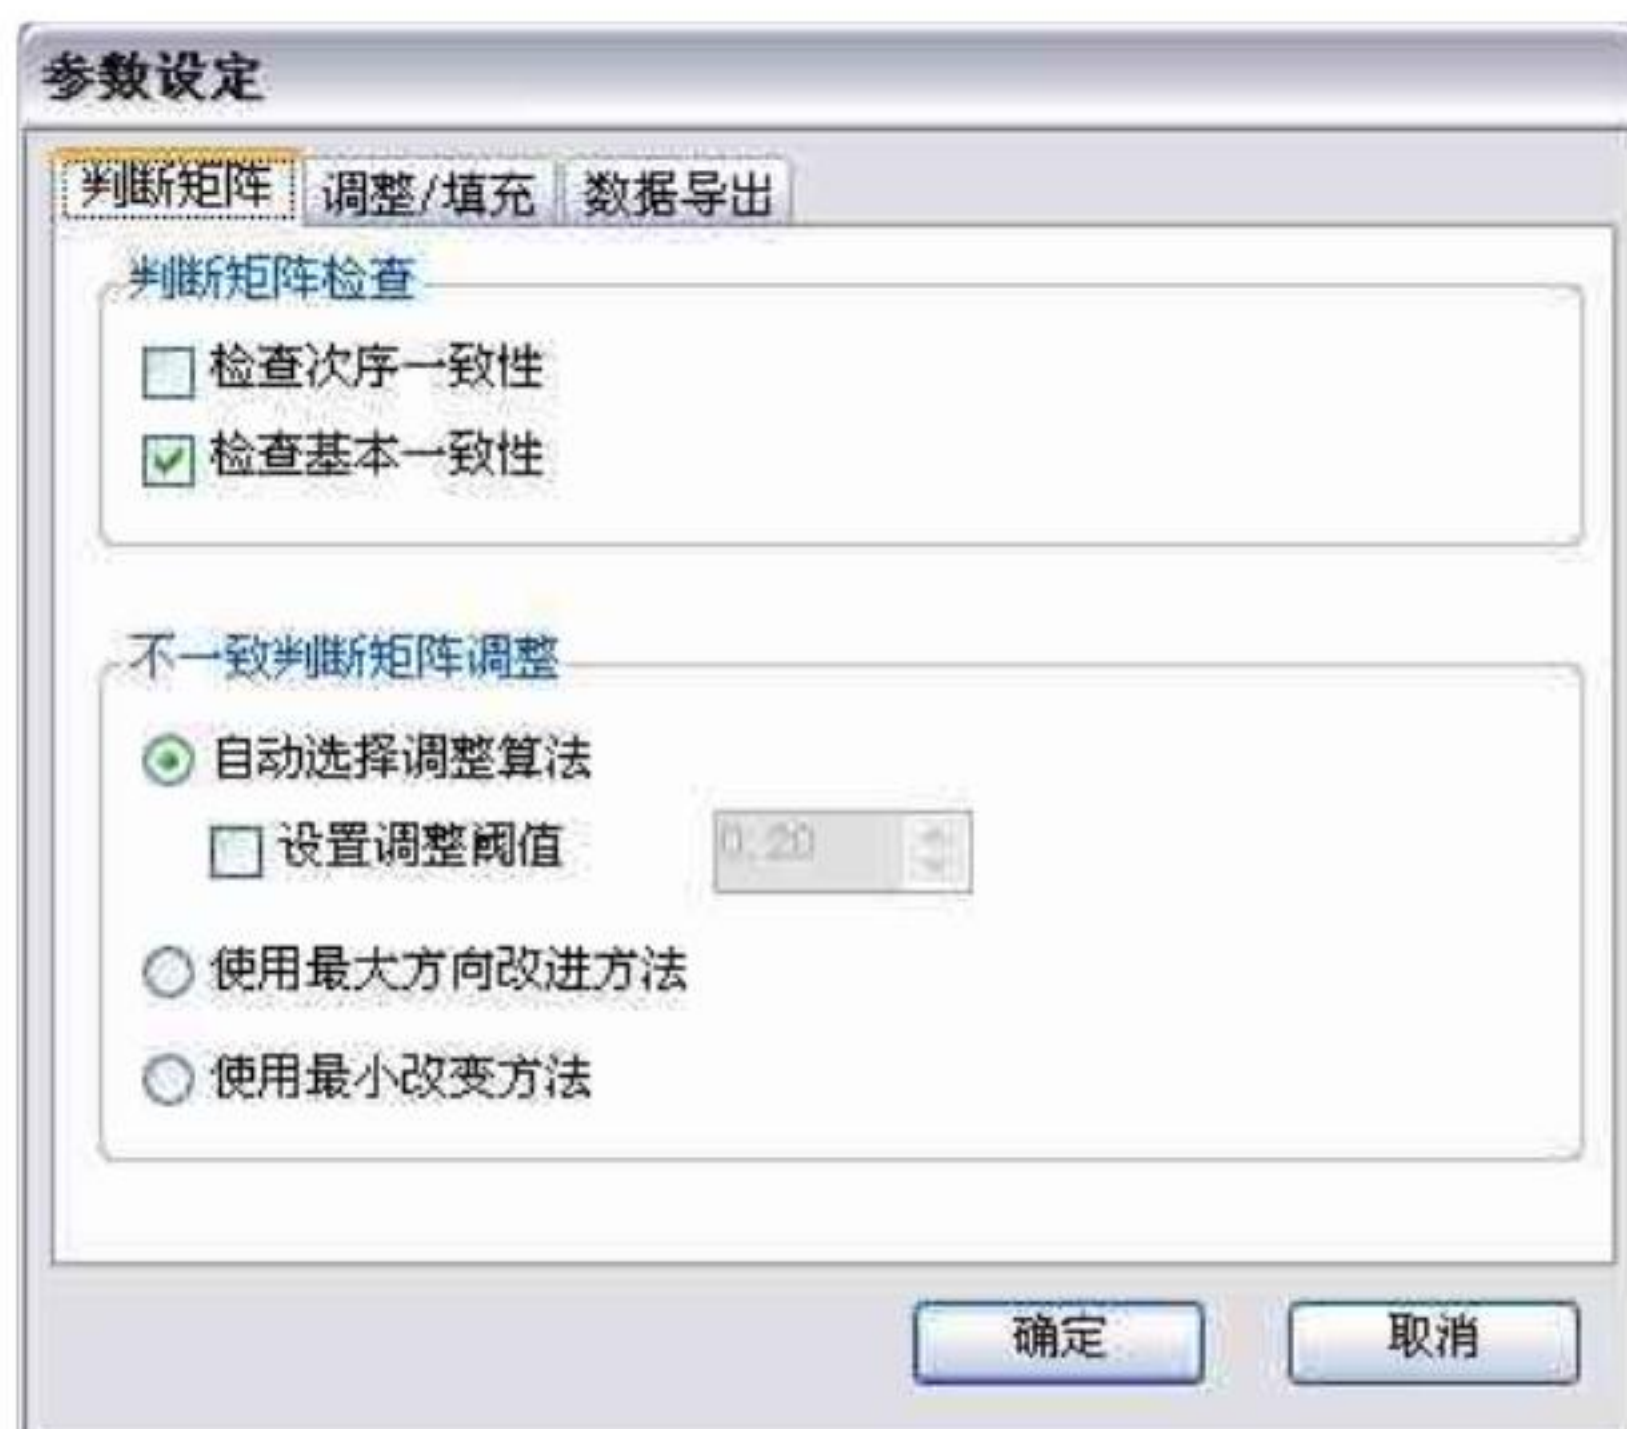 参数设定
判断矩阵 调整/填充 数据导出
判断矩阵检查
检查次序一致性
检查基本一致性
不一致判断矩阵调整
自动选择调整算法
设置调整阀值 0.20
使用最大方向改进方法
使用最小改变方法
确定 取消